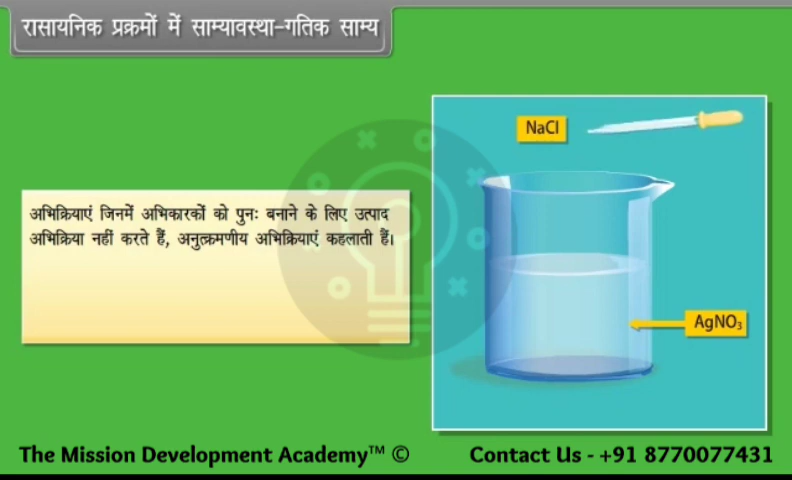 रासायनिक प्रक्रमों में साम्यावस्था-गतिक साम्य
NaCl
अभिक्रियाएं जिनमें अभिकारकों को पुनः बनाने के लिए उत्पाद
अभिक्रिया नहीं करते हैं, अनुत्क्रमणीय अभिक्रियाएं कहलाती हैं।
AgNO₃
The Mission Development Academy™ ©
Contact Us - +91 8770077431